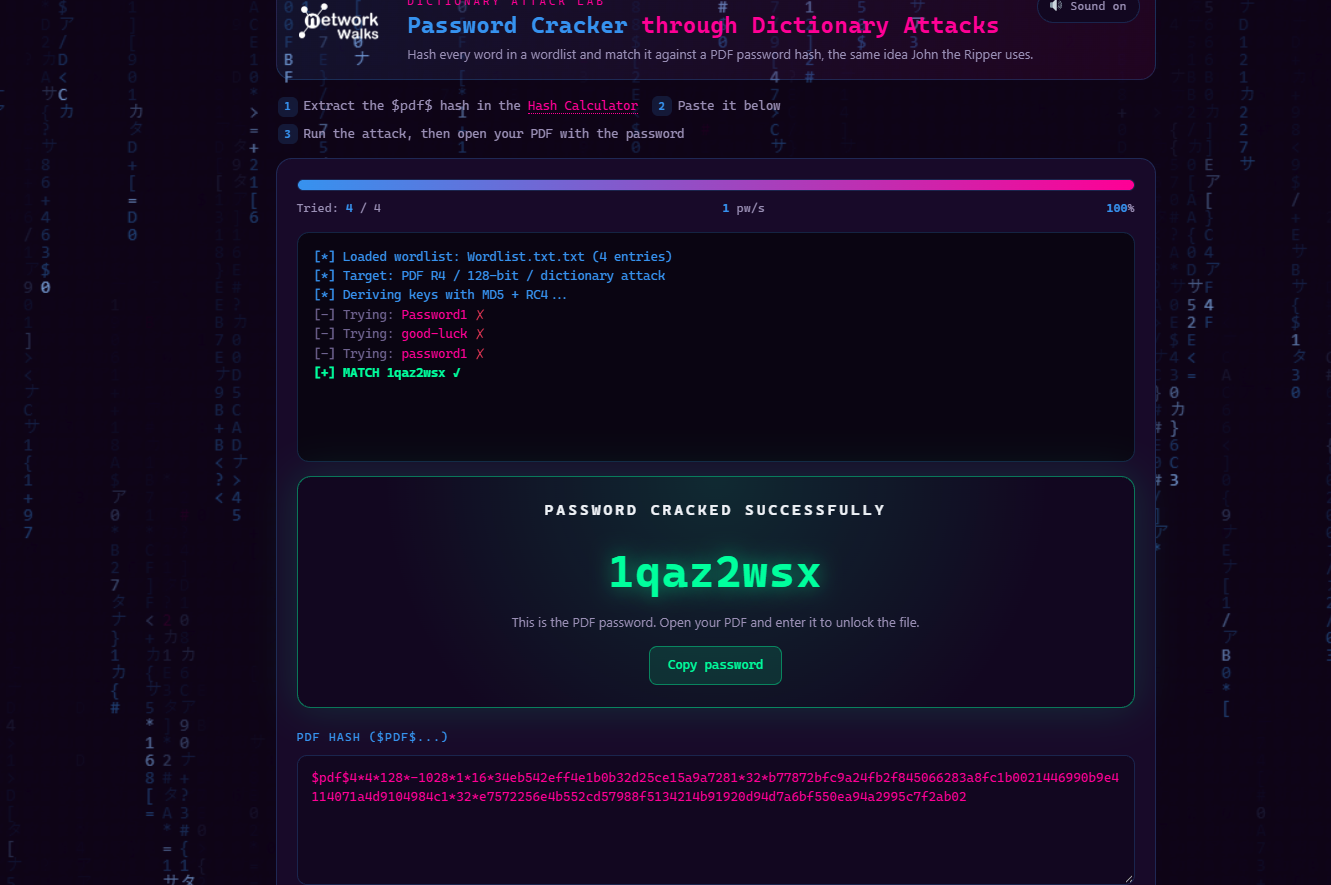 DICTIONARY ATTACK LAB
network
walks
Password Cracker through Dictionary Attacks
Sound on
Hash every word in a wordlist and match it against a PDF password hash, the same idea John the Ripper uses.
1 Extract the $pdf$ hash in the Hash Calculator 2 Paste it below
3 Run the attack, then open your PDF with the password
Tried: 4 / 4 1 pw/s 100%
[*] Loaded wordlist: Wordlist.txt.txt (4 entries)
[*] Target: PDF R4 / 128-bit / dictionary attack
[*] Deriving keys with MD5 + RC4...
[-] Trying: Password1 ✗
[-] Trying: good-luck ✗
[-] Trying: password1 ✗
[+] MATCH 1qaz2wsx ✓
PASSWORD CRACKED SUCCESSFULLY
1qaz2wsx
This is the PDF password. Open your PDF and enter it to unlock the file.
Copy password
PDF HASH ($PDF$...)
$pdf$4*4*128*-1028*1*16*34eb542eff4e1b0b32d25ce15a9a7281*32*b77872bfc9a24fb2f845066283a8fc1b0021446990b9e4
114071a4d9104984c1*32*e7572256e4b552cd57988f5134214b91920d94d7a6bf550ea94a2995c7f2ab02